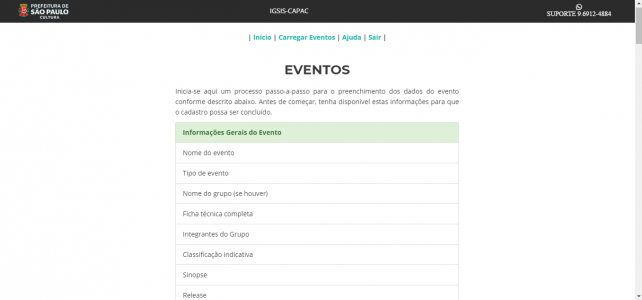 PREFEITURA DE
SÃO PAULO
CULTURA
IGSIS-CAPAC
SUPORTE 9.6912-4884
| Início | Carregar Eventos | Ajuda | Sair |
EVENTOS
Inicia-se aqui um processo passo-a-passo para o preenchimento dos dados do evento
conforme descrito abaixo. Antes de começar, tenha disponível estas informações para que
o cadastro possa ser concluído.
Informações Gerais do Evento
Nome do evento
Tipo de evento
Nome do grupo (se houver)
Ficha técnica completa
Integrantes do Grupo
Classificação indicativa
Sinopse
Release